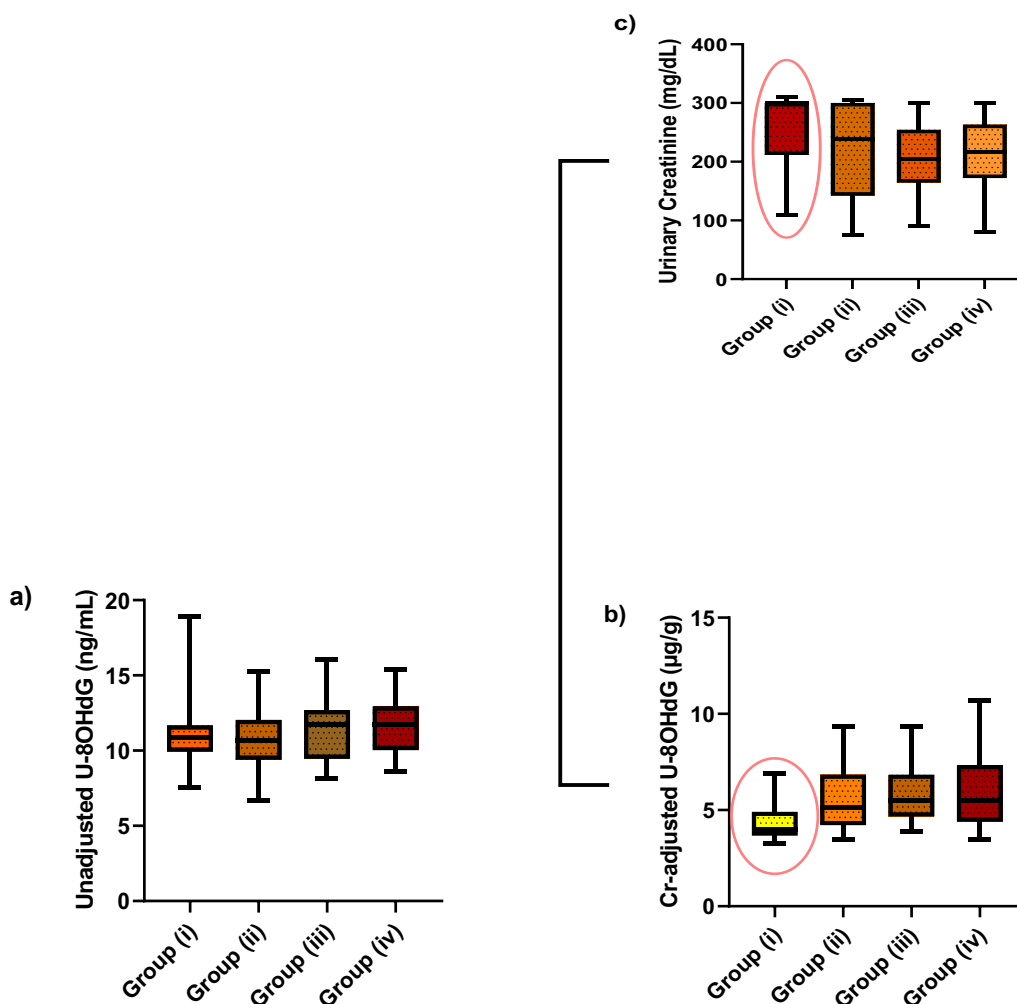 c)
Urinary Creatinine (mg/dL)
400
300
200
100
0
Group (i)
Group (ii)
Group (iii)
Group (iv)
a)
Unadjusted U-8OHdG (ng/mL)
20
15
10
5
0
Group (i)
Group (ii)
Group (iii)
Group (iv)
b)
Cr-adjusted U-8OHdG (µg/g)
15
10
5
0
Group (i)
Group (ii)
Group (iii)
Group (iv)